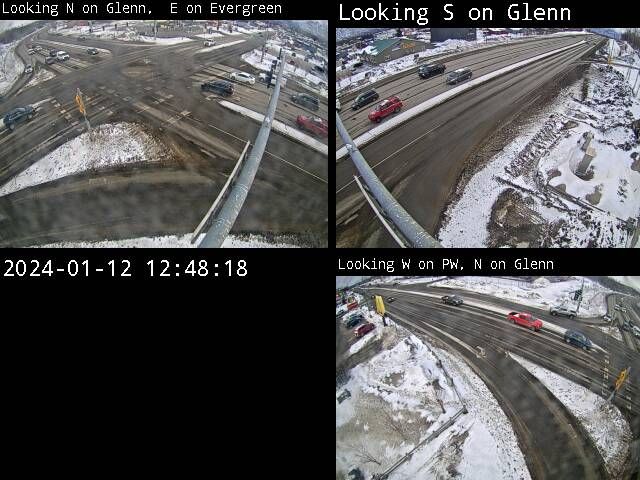 Looking N on Glenn,  E on Evergreen
Looking S on Glenn
2024-01-12 12:48:18
Looking W on PW, N on Glenn